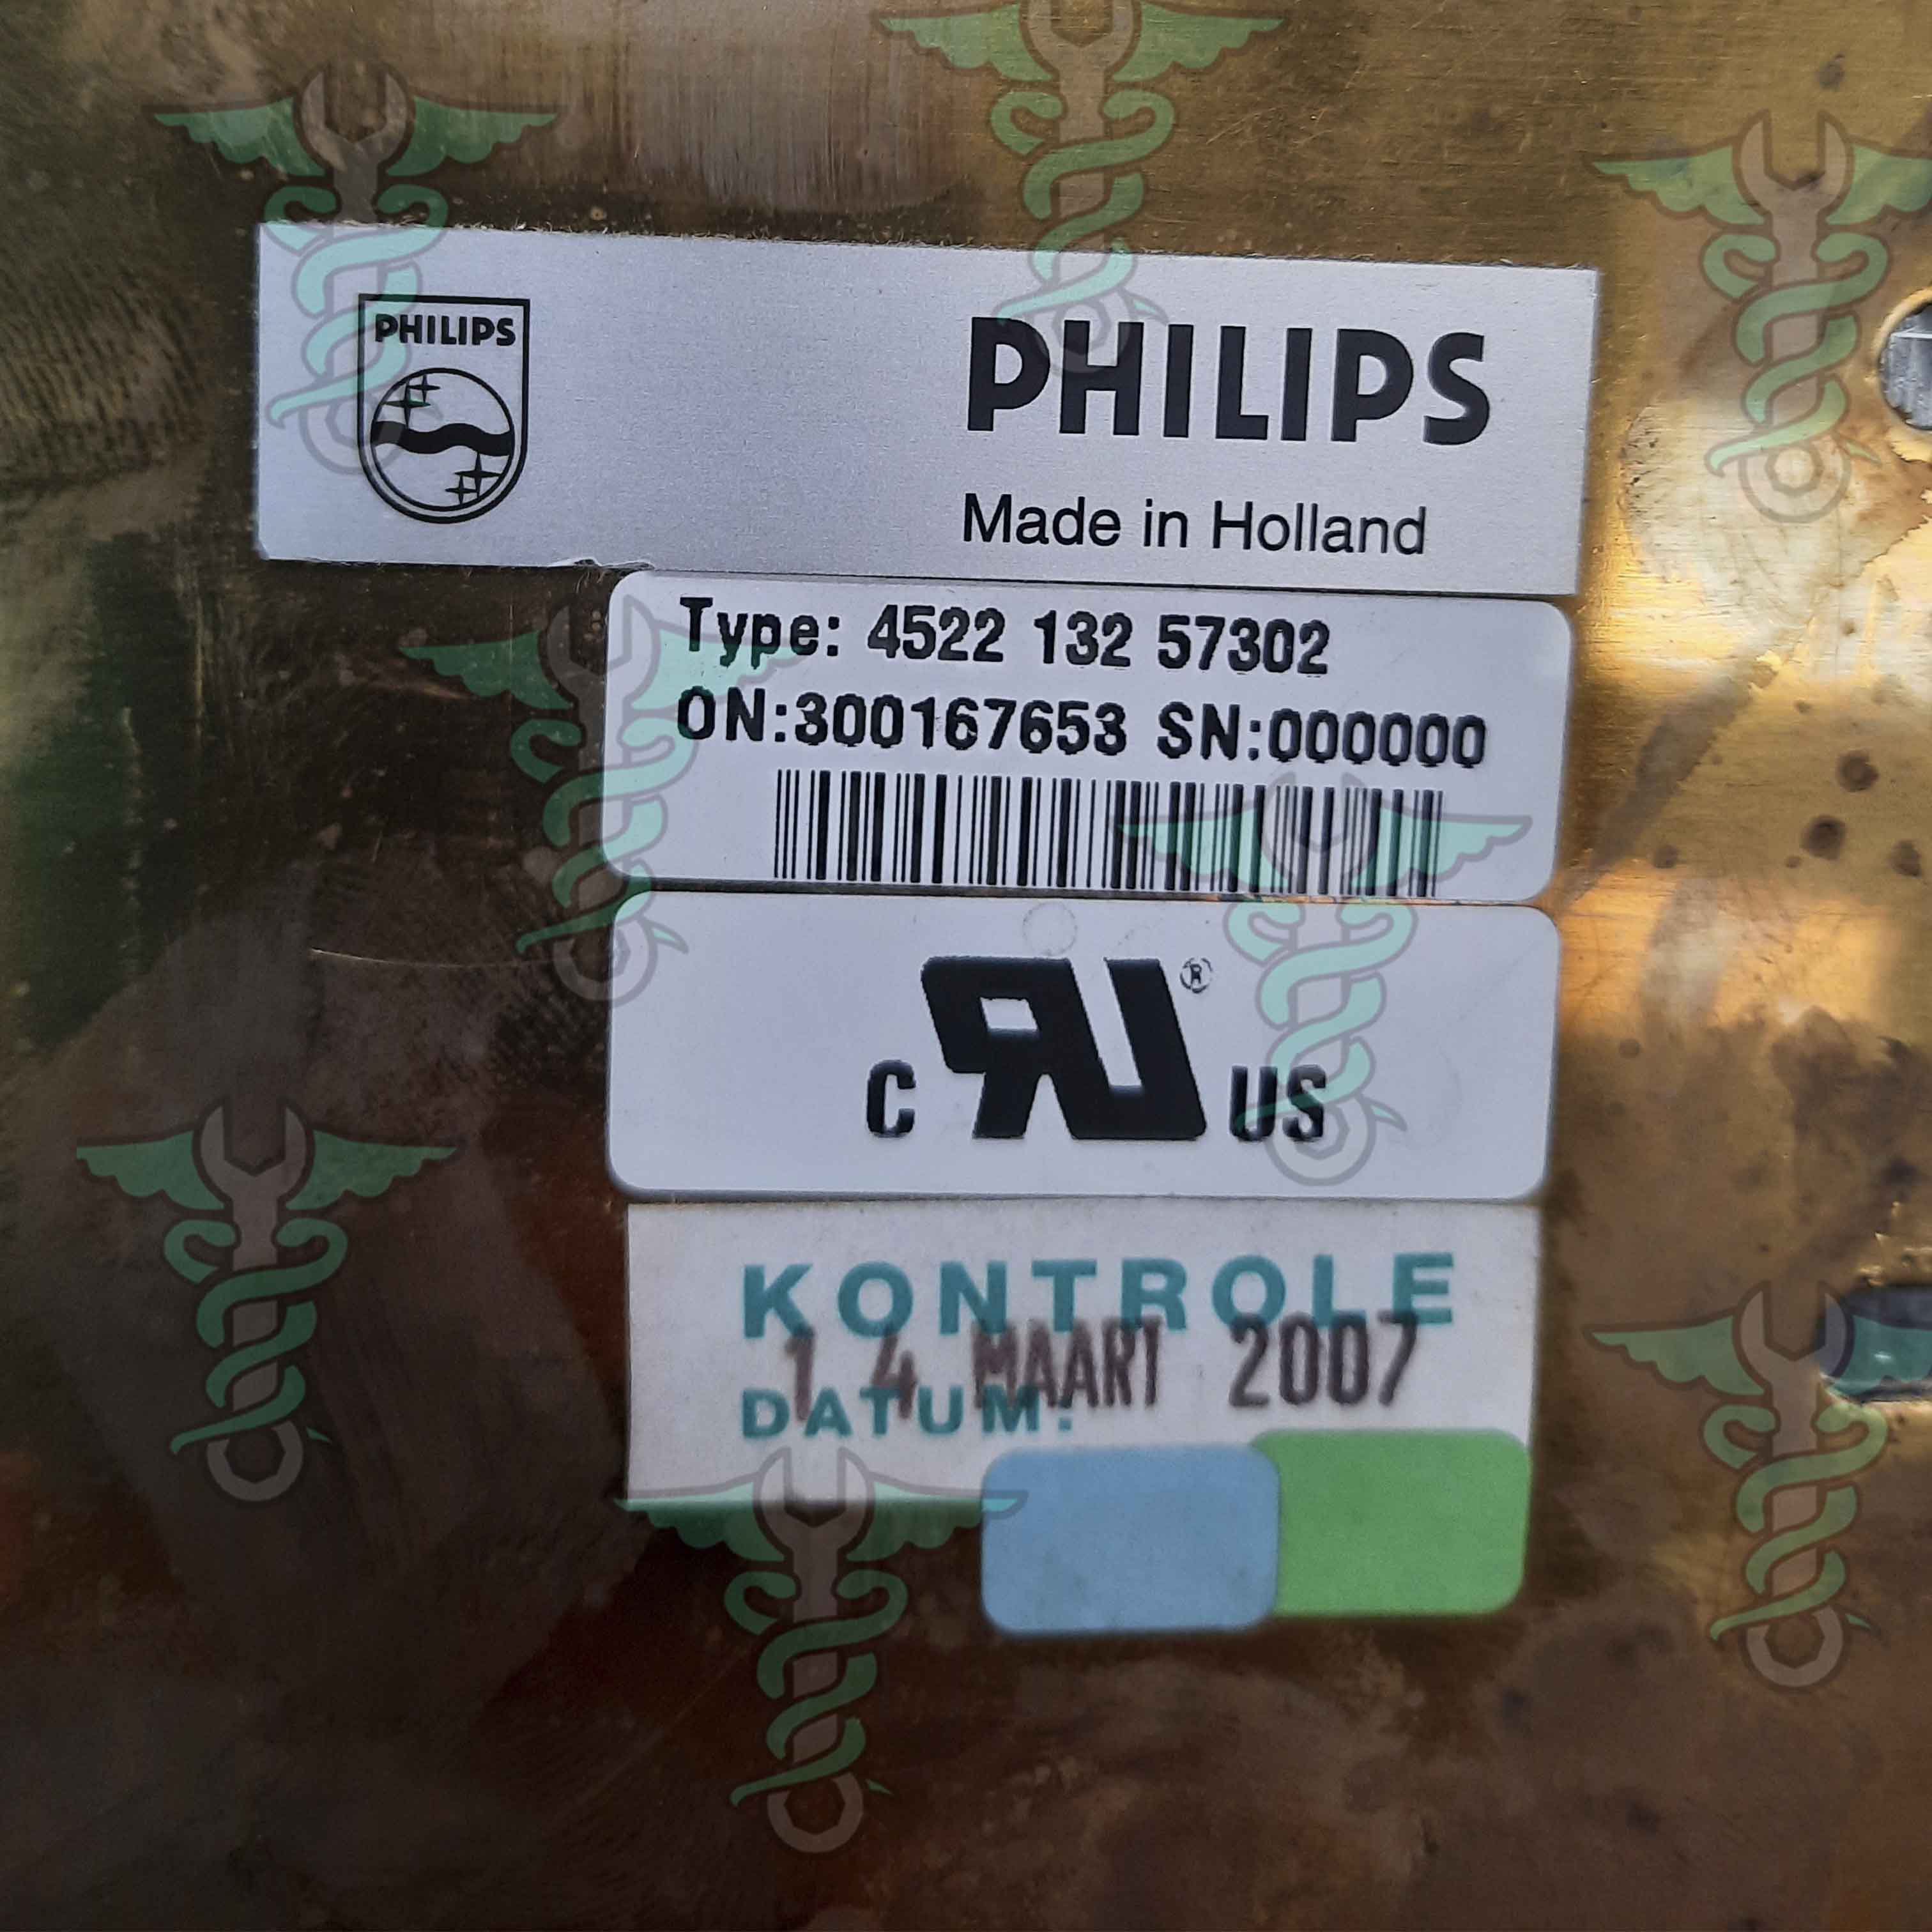 PHILIPS
PHILIPS
Made in Holland
Type: 4522 132 57302
ON:300167653 SN:000000
C RU® US
KONTROLE
14 MAART 2007
DATUM: